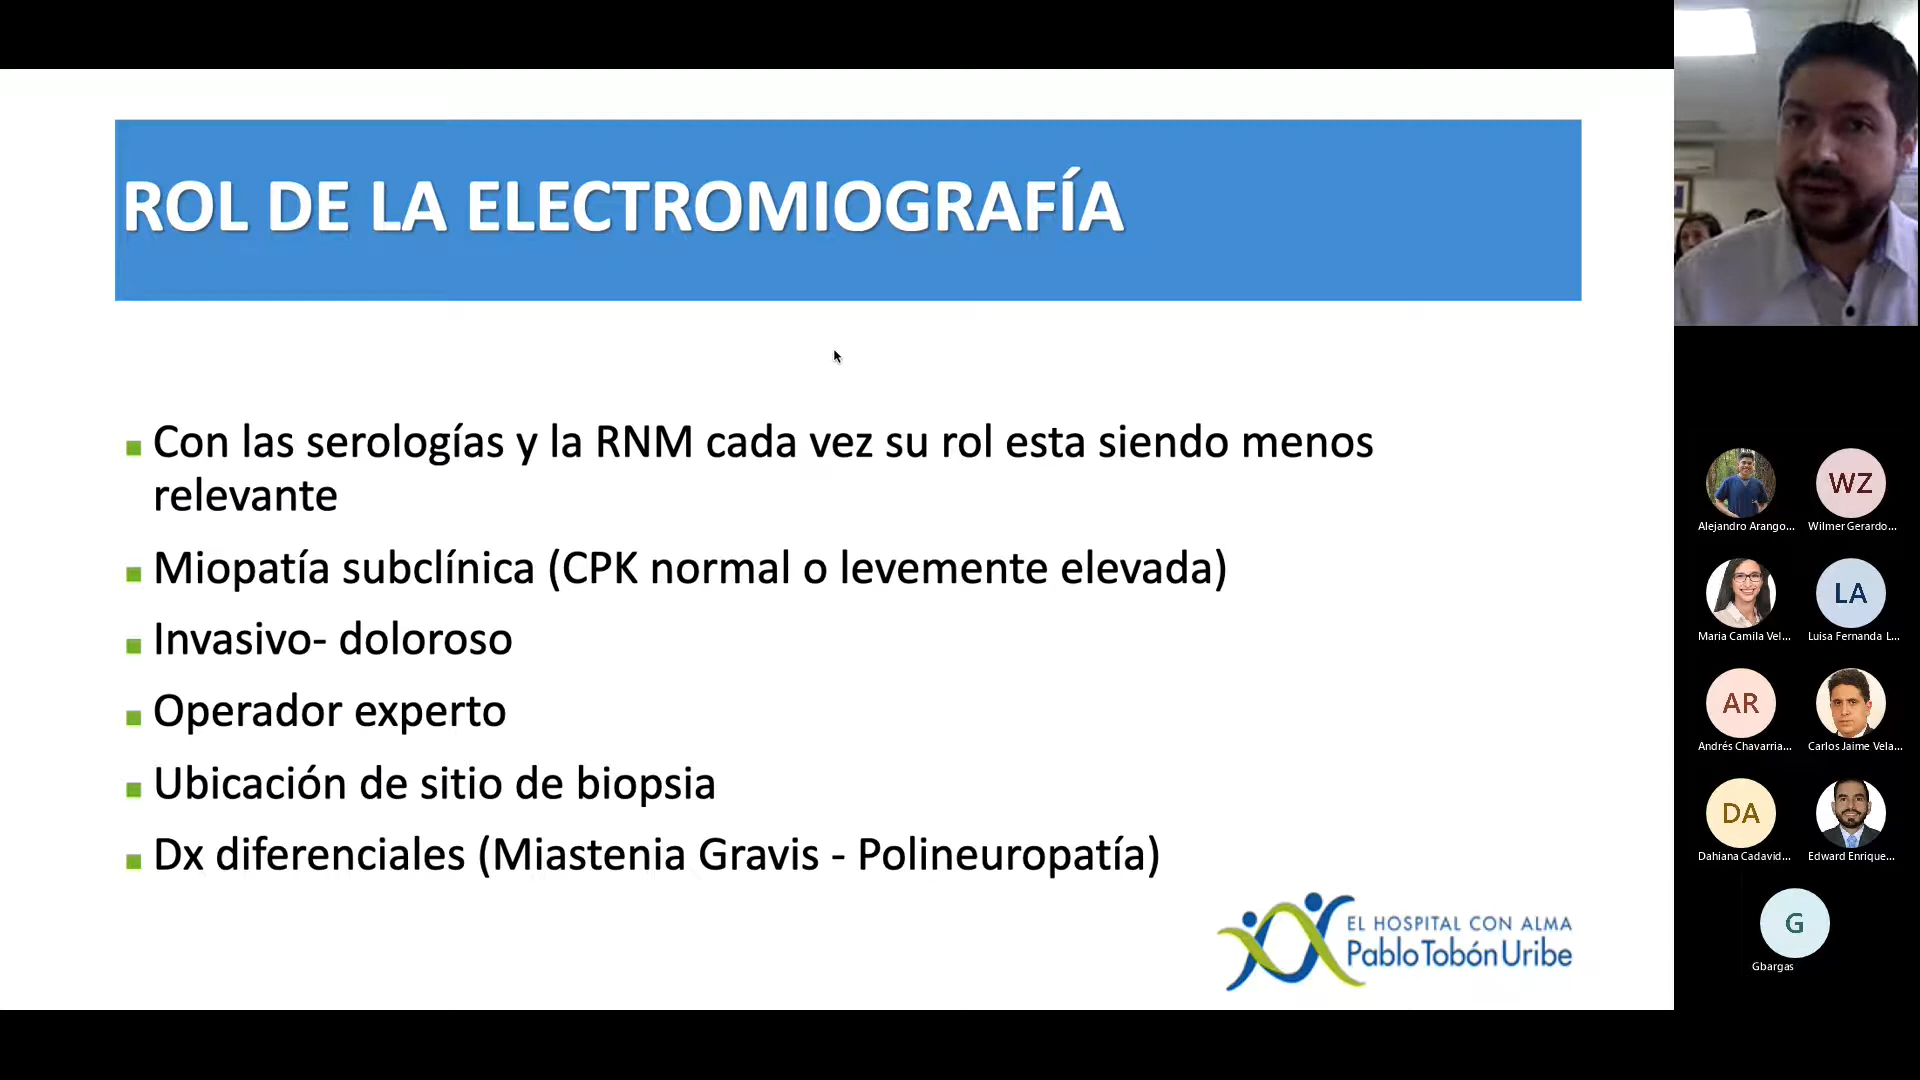 ROL DE LA ELECTROMIOGRAFÍA
Con las serologías y la RNM cada vez su rol esta siendo menos
relevante
Miopatía subclínica (CPK normal o levemente elevada)
Invasivo- doloroso
Operador experto
Ubicación de sitio de biopsia
Dx diferenciales (Miastenia Gravis - Polineuropatía)
EL HOSPITAL CON ALMA
Pablo Tobón Uribe
WZ
Alejandro Arango...
Wilmer Gerardo...
LA
Maria Camila Vel...
Luisa Fernanda L...
AR
Andrés Chavarria...
Carlos Jaime Vela...
DA
Dahiana Cadavid...
Edward Enrique...
G
Gbargas